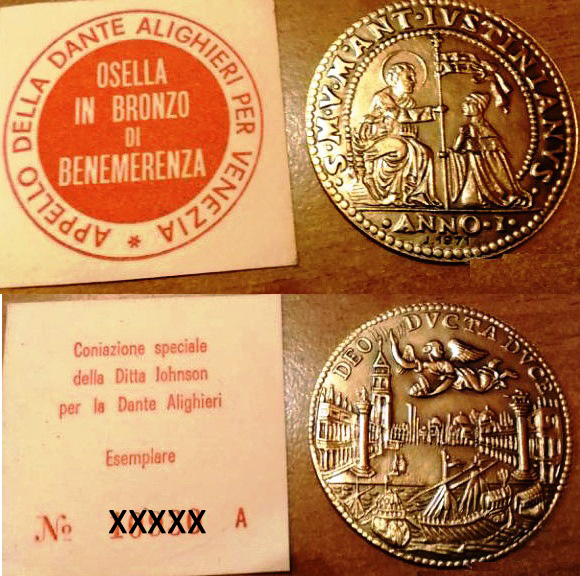 APPELLO DELLA DANTE ALIGHIERI PER VENEZIA *
OSELLA
IN BRONZO
DI
BENEMERENZA
S·M·V·M·ANT·IVSTINIANVS·
·ANNO·I·
J. 1971
Coniazione speciale
della Ditta Johnson
per la Dante Alighieri
Esemplare
No XXXXX A
DEO DVCTA DVCE